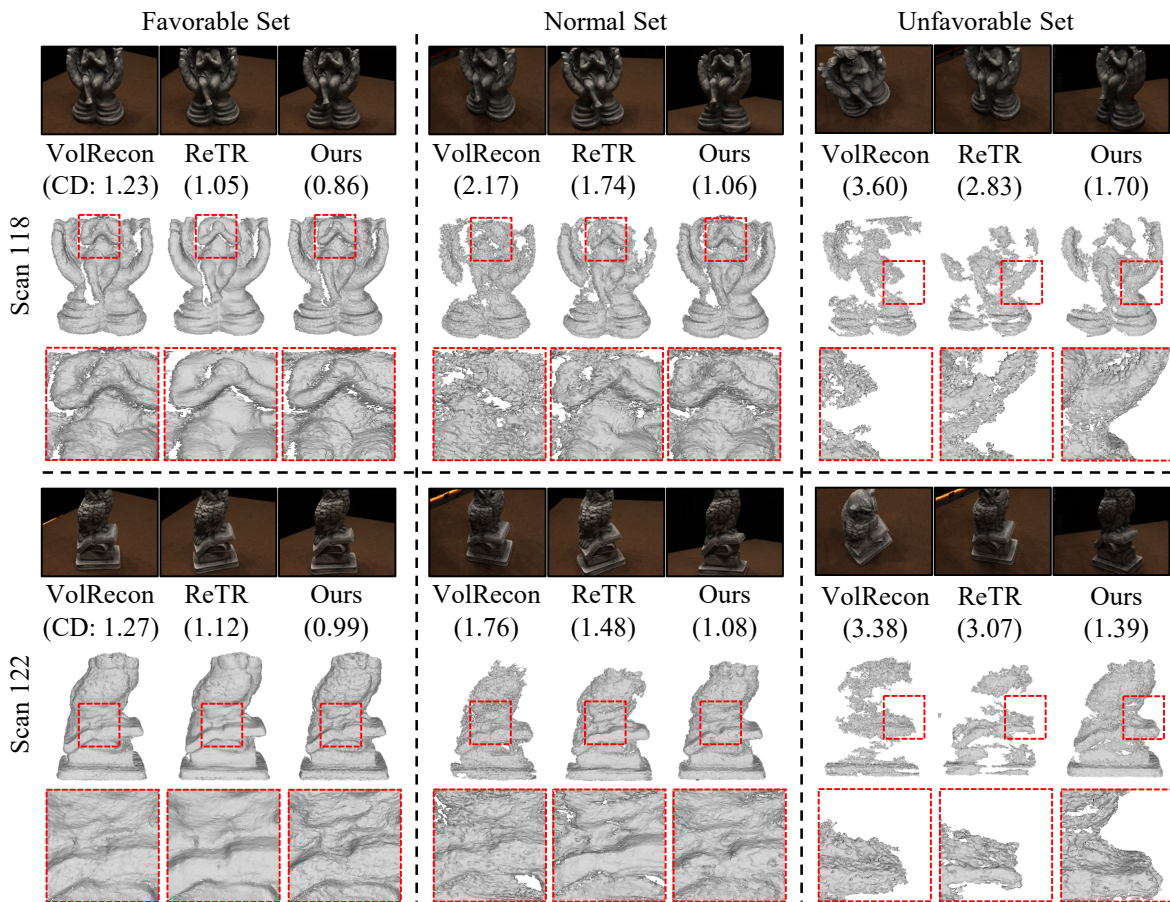 Favorable Set Normal Set Unfavorable Set
Scan 118
VolRecon ReTR Ours VolRecon ReTR Ours VolRecon ReTR Ours
(CD: 1.23) (1.05) (0.86) (2.17) (1.74) (1.06) (3.60) (2.83) (1.70)
Scan 122
VolRecon ReTR Ours VolRecon ReTR Ours VolRecon ReTR Ours
(CD: 1.27) (1.12) (0.99) (1.76) (1.48) (1.08) (3.38) (3.07) (1.39)